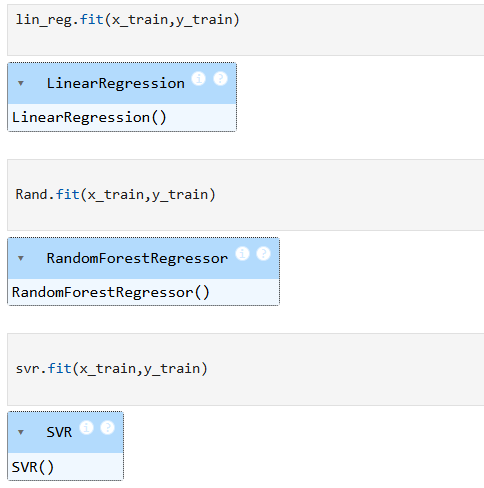 lin_reg.fit(x_train,y_train)
LinearRegression i ?
LinearRegression()
Rand.fit(x_train,y_train)
RandomForestRegressor i ?
RandomForestRegressor()
svr.fit(x_train,y_train)
SVR i ?
SVR()